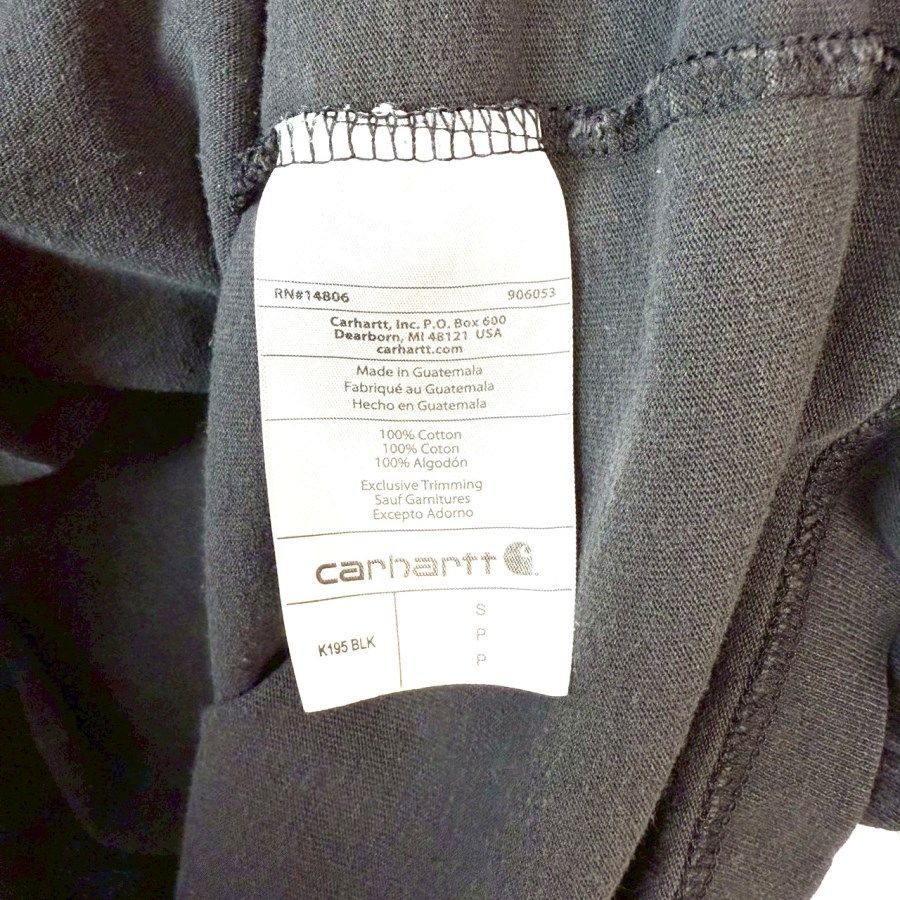 RN#14806 906053
Carhartt, Inc. P.O. Box 600
Dearborn, MI 48121 USA
carhartt.com
Made in Guatemala
Fabriqué au Guatemala
Hecho en Guatemala
100% Cotton
100% Coton
100% Algodón
Exclusive Trimming
Sauf Garnitures
Excepto Adorno
carhartt
K195 BLK
S
P
P